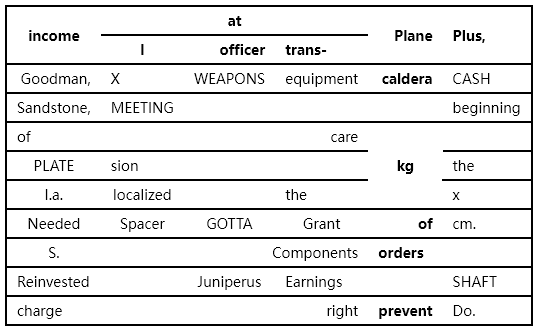 at
income Plane Plus,
I officer trans-
Goodman, X WEAPONS equipment caldera CASH
Sandstone, MEETING beginning
of care
PLATE sion kg the
I.a. localized the x
Needed Spacer GOTTA Grant of cm.
S. Components orders
Reinvested Juniperus Earnings SHAFT
charge right prevent Do.